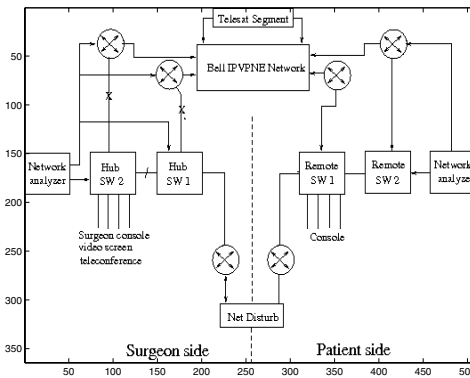 Telesat Segment
Bell IPVPNE Network
X
X
Network
analyzer
Hub
SW 2
Hub
SW 1
Remote
SW 1
Remote
SW 2
Network
analyzer
Surgeon console
video screen
teleconference
Console
Net Disturb
Surgeon side
Patient side
50
100
150
200
250
300
350
50
100
150
200
250
300
350
400
450
500